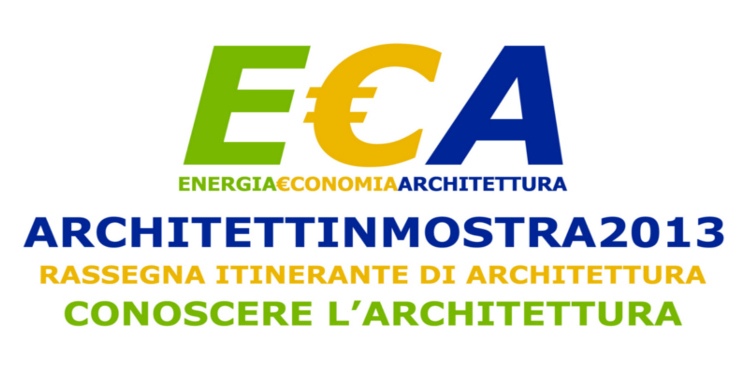 E€A
ENERGIA€CONOMIAARCHITETTURA
ARCHITETTINMOSTRA2013
RASSEGNA ITINERANTE DI ARCHITETTURA
CONOSCERE L’ARCHITETTURA